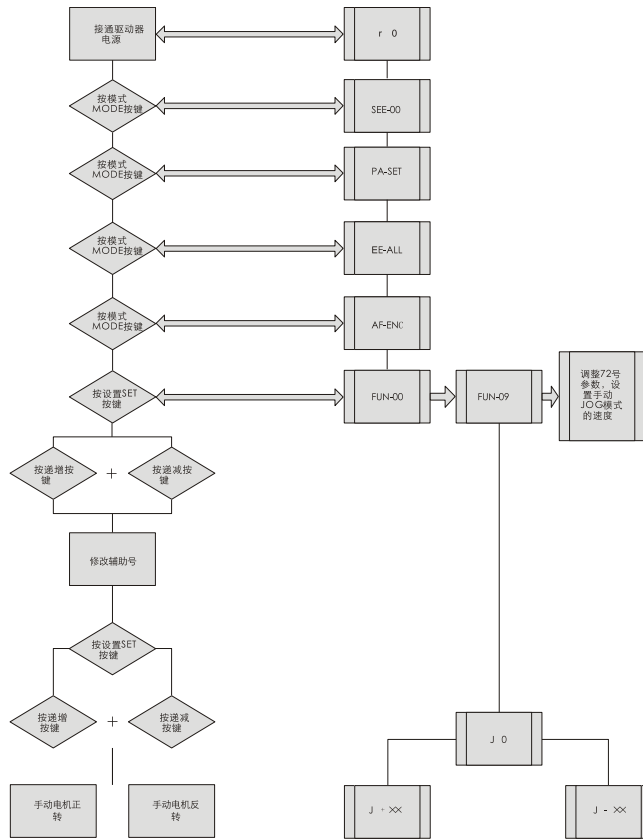 接通驱动器
电源
r 0
按模式
MODE按键
SEE-00
按模式
MODE按键
PA-SET
按模式
MODE按键
EE-ALL
按模式
MODE按键
AF-ENC
按设置SET
按键
FUN-00
FUN-09
调整72号
参数，设
置手动
JOG模式
的速度
按递增按
键
+
按递减按
键
修改辅助号
按设置SET
按键
按递增
按键
+
按递减
按键
J 0
手动电机正
转
手动电机反
转
J + XX
J - XX